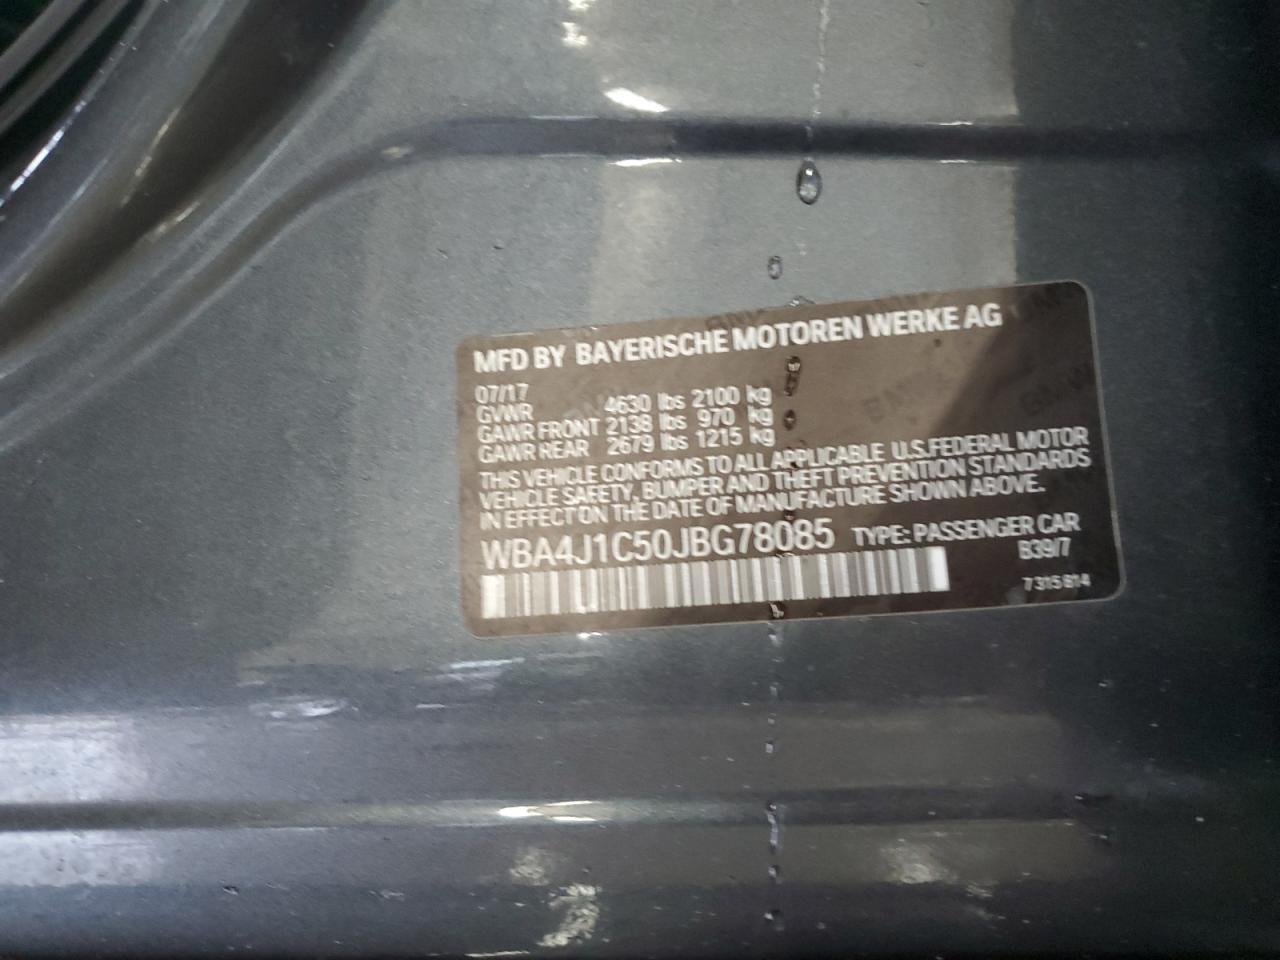 MFD BY BAYERISCHE MOTOREN WERKE AG
07/17
GVWR 4630 lbs 2100 kg
GAWR FRONT 2138 lbs 970 kg
GAWR REAR 2679 lbs 1215 kg
THIS VEHICLE CONFORMS TO ALL APPLICABLE U.S.FEDERAL MOTOR
VEHICLE SAFETY, BUMPER AND THEFT PREVENTION STANDARDS
IN EFFECT ON THE DATE OF MANUFACTURE SHOWN ABOVE.
WBA4J1C50JBG78085 TYPE: PASSENGER CAR
B39/7
7 315 814